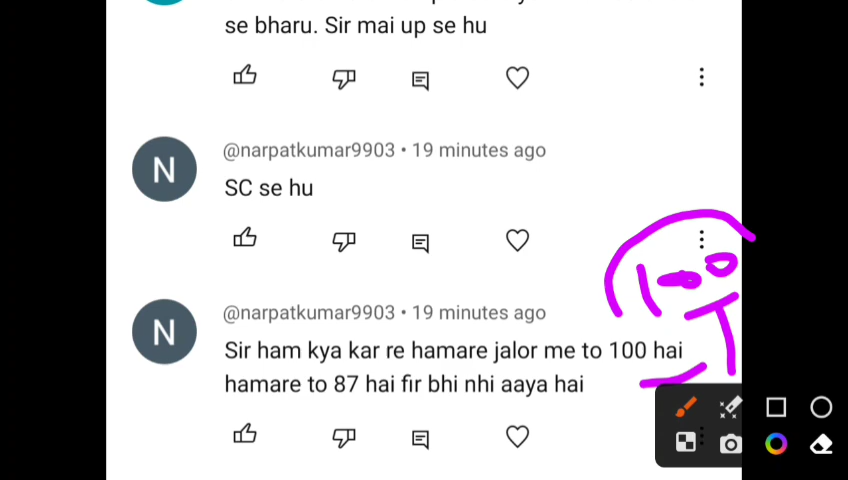 se bharu. Sir mai up se hu
@narpatkumar9903 • 19 minutes ago
N
SC se hu
@narpatkumar9903 • 19 minutes ago
N
Sir ham kya kar re hamare jalor me to 100 hai
hamare to 87 hai fir bhi nhi aaya hai